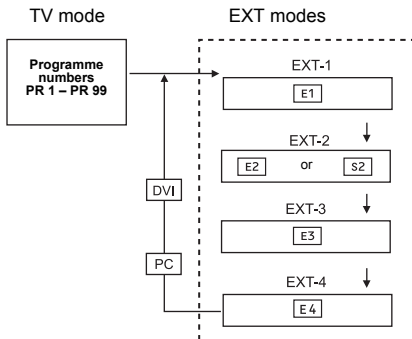 TV mode
EXT modes
Programme
numbers
PR 1 – PR 99
EXT-1
E1
EXT-2
E2 or S2
DVI
EXT-3
E3
PC
EXT-4
E4